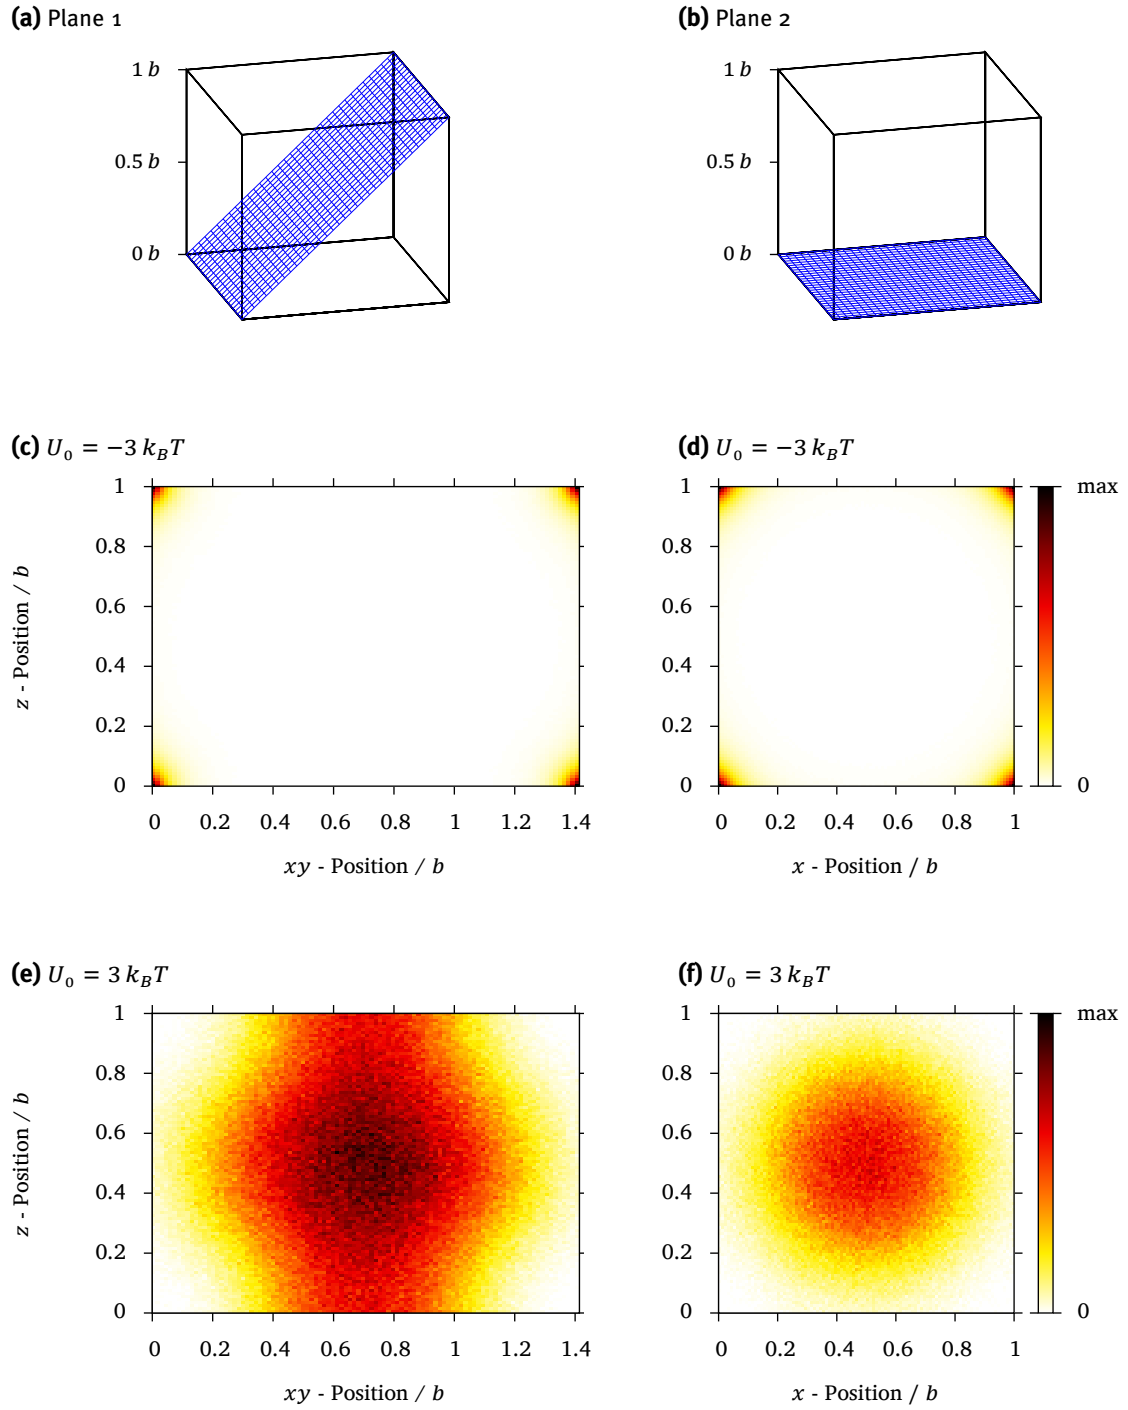 (a) Plane 1
(b) Plane 2
1 b
0.5 b
0 b
1 b
0.5 b
0 b
(c) U₀ = −3 k_BT
(d) U₀ = −3 k_BT
z - Position / b
1
0.8
0.6
0.4
0.2
0
0 0.2 0.4 0.6 0.8 1 1.2 1.4
xy - Position / b
1
0.8
0.6
0.4
0.2
0
0 0.2 0.4 0.6 0.8 1
x - Position / b
max
0
(e) U₀ = 3 k_BT
(f) U₀ = 3 k_BT
z - Position / b
1
0.8
0.6
0.4
0.2
0
0 0.2 0.4 0.6 0.8 1 1.2 1.4
xy - Position / b
1
0.8
0.6
0.4
0.2
0
0 0.2 0.4 0.6 0.8 1
x - Position / b
max
0